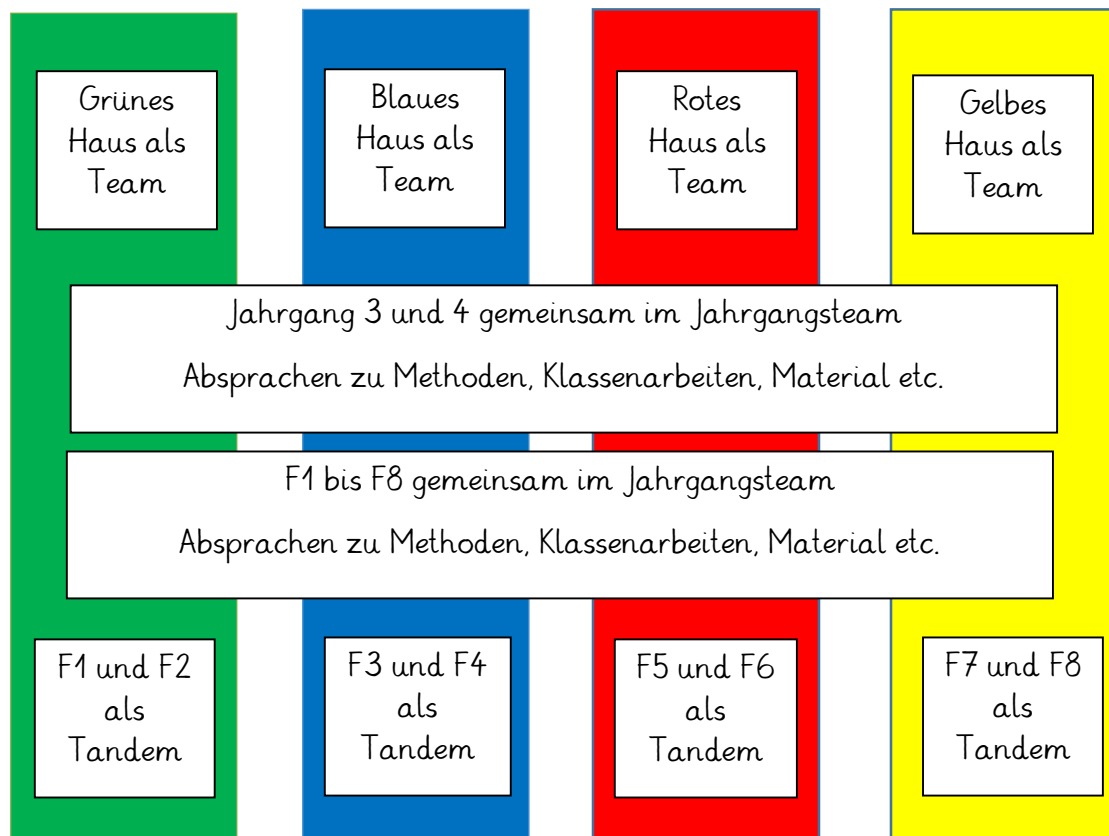 Grünes
Haus als
Team
Blaues
Haus als
Team
Rotes
Haus als
Team
Gelbes
Haus als
Team
Jahrgang 3 und 4 gemeinsam im Jahrgangsteam
Absprachen zu Methoden, Klassenarbeiten, Material etc.
F1 bis F8 gemeinsam im Jahrgangsteam
Absprachen zu Methoden, Klassenarbeiten, Material etc.
F1 und F2
als
Tandem
F3 und F4
als
Tandem
F5 und F6
als
Tandem
F7 und F8
als
Tandem